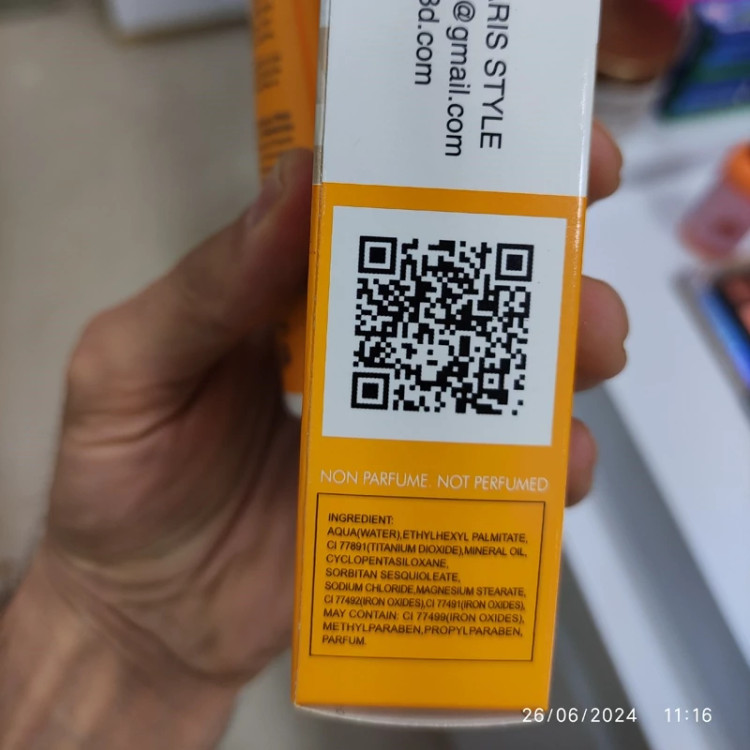 ARIS STYLE
@gmail.com
3d.com
NON PARFUME. NOT PERFUMED
INGREDIENT:
AQUA(WATER),ETHYLHEXYL PALMITATE,
CI 77891(TITANIUM DIOXIDE),MINERAL OIL,
CYCLOPENTASILOXANE,
SORBITAN SESQUIOLEATE,
SODIUM CHLORIDE,MAGNESIUM STEARATE,
CI 77492(IRON OXIDES),CI 77491(IRON OXIDES),
MAY CONTAIN: CI 77499(IRON OXIDES),
METHYLPARABEN,PROPYLPARABEN,
PARFUM.
26/06/2024 11:16